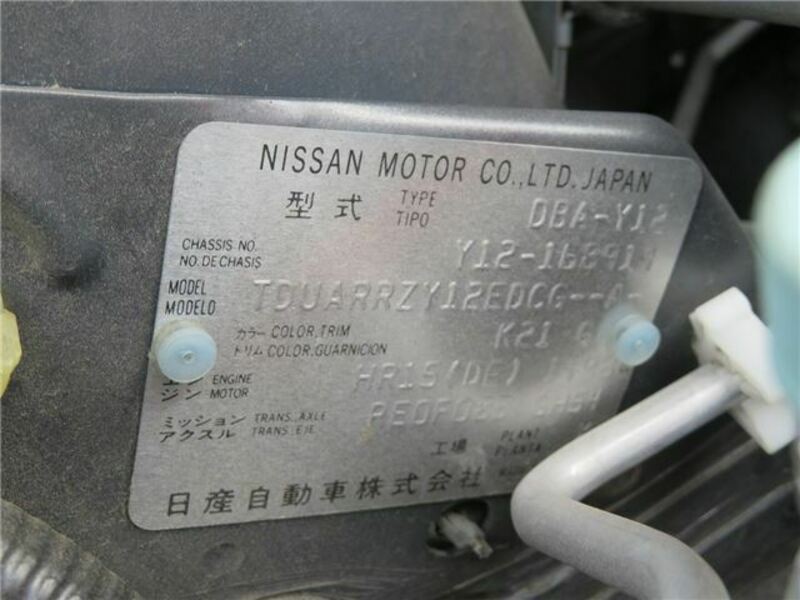 NISSAN MOTOR CO.,LTD.JAPAN
型式 TYPE TIPO DBA-Y12
CHASSIS NO. NO. DE CHASIS
MODEL MODELO TDUARRZY12EDCG--
カラー COLOR, TRIM K21
トリム COLOR, GUARNICION
エンジン ENGINE MOTOR HR15(DE)
ミッション TRANS. AXLE
アクスル TRANS. EJE
工場 PLANT PLANTA
日産自動車株式会社